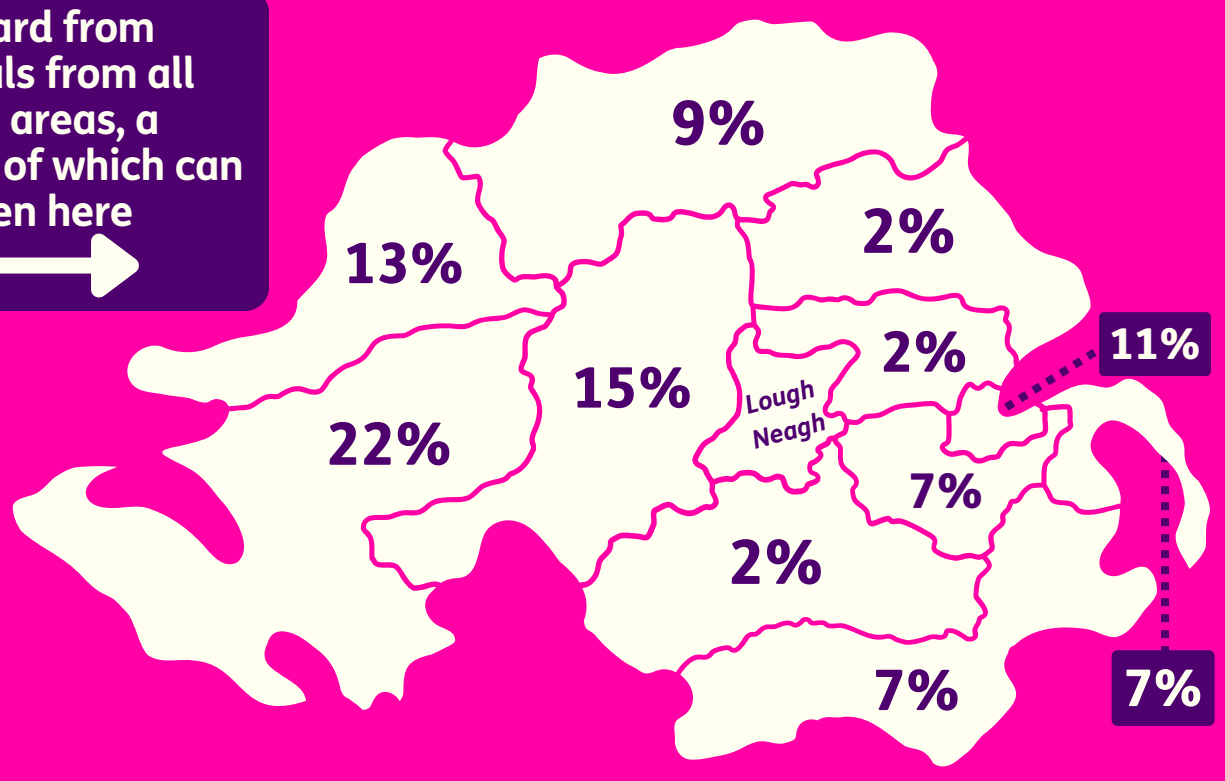 ard from
ls from all
areas, a
of which can
en here
9%
2%
13%
11%
2%
15%
Lough
Neagh
22%
7%
2%
7%
7%